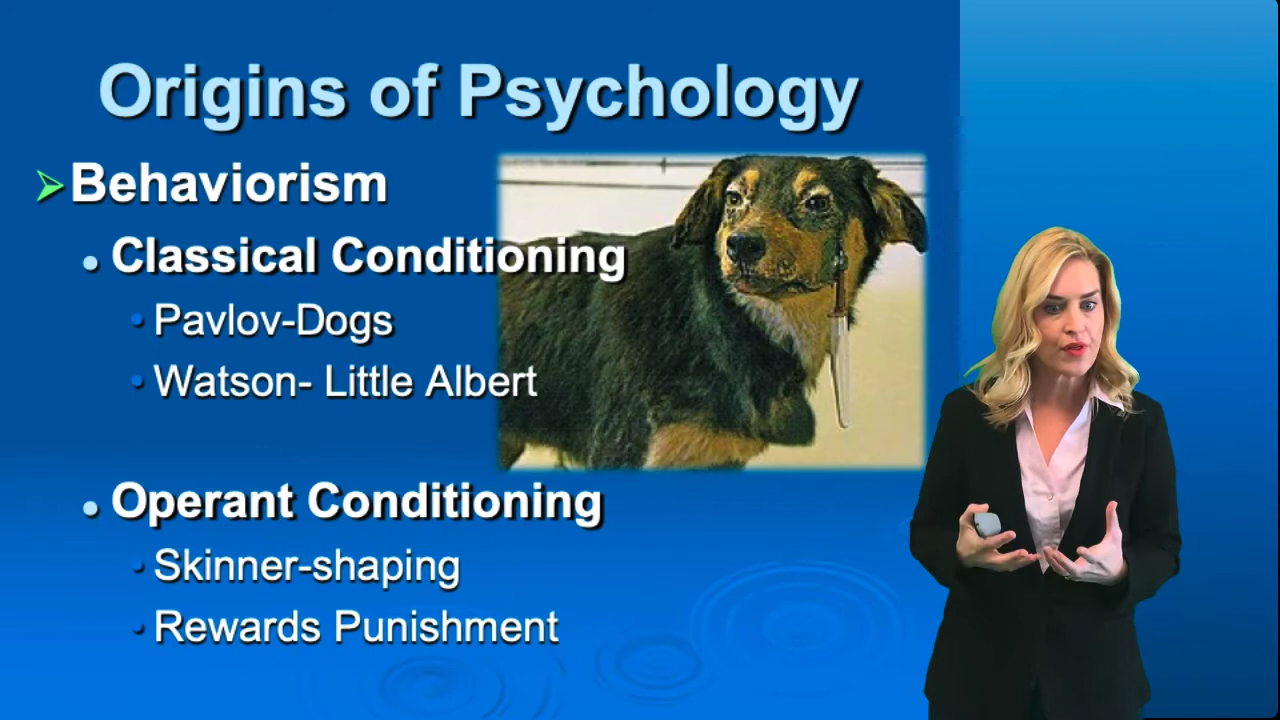 Origins of Psychology
Behaviorism
Classical Conditioning
Pavlov-Dogs
Watson- Little Albert
Operant Conditioning
Skinner-shaping
Rewards Punishment